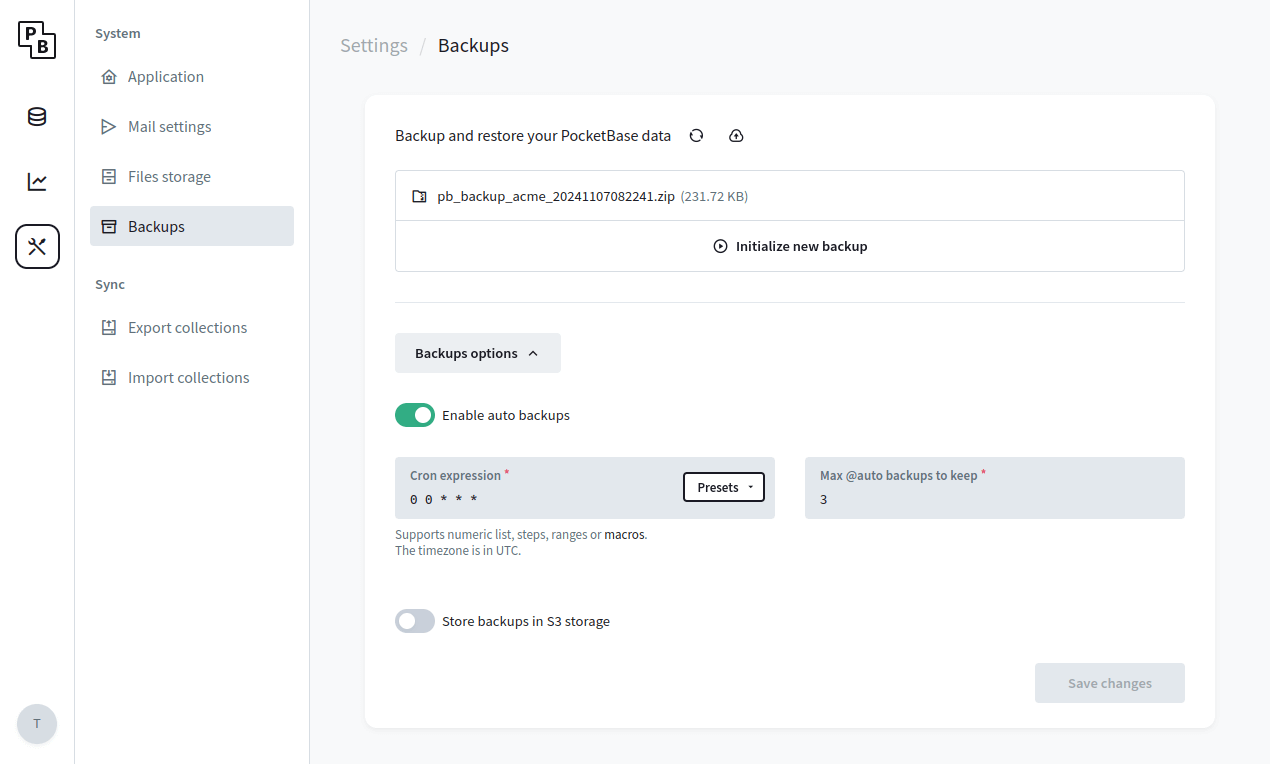 PB
System
Application
Mail settings
Files storage
Backups
Sync
Export collections
Import collections
T
Settings / Backups
Backup and restore your PocketBase data
pb_backup_acme_20241107082241.zip (231.72 KB)
Initialize new backup
Backups options
Enable auto backups
Cron expression *
0 0 * * *
Presets
Max @auto backups to keep *
3
Supports numeric list, steps, ranges or macros.
The timezone is in UTC.
Store backups in S3 storage
Save changes